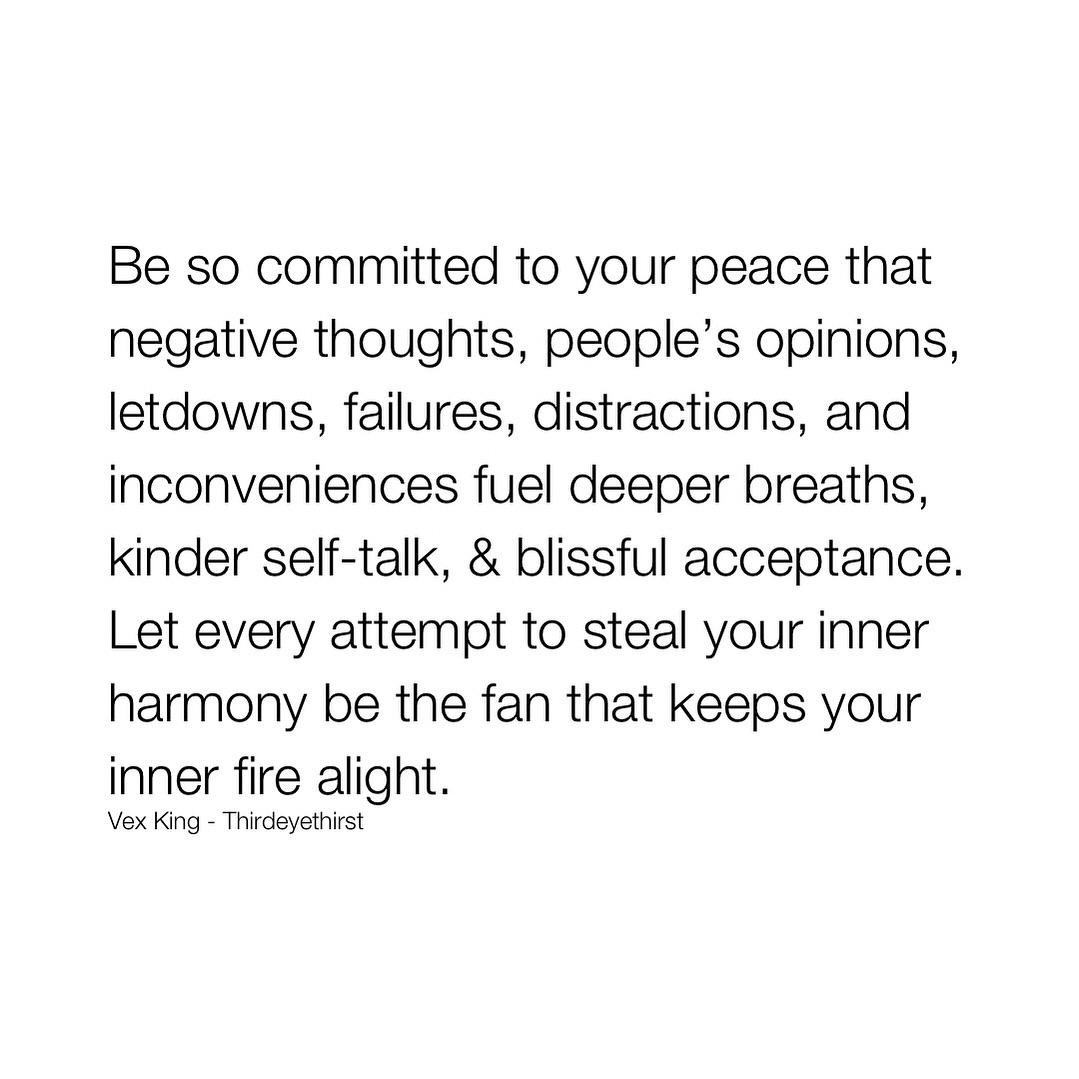 Be so committed to your peace that
negative thoughts, people’s opinions,
letdowns, failures, distractions, and
inconveniences fuel deeper breaths,
kinder self-talk, & blissful acceptance.
Let every attempt to steal your inner
harmony be the fan that keeps your
inner fire alight.
Vex King - Thirdeyethirst